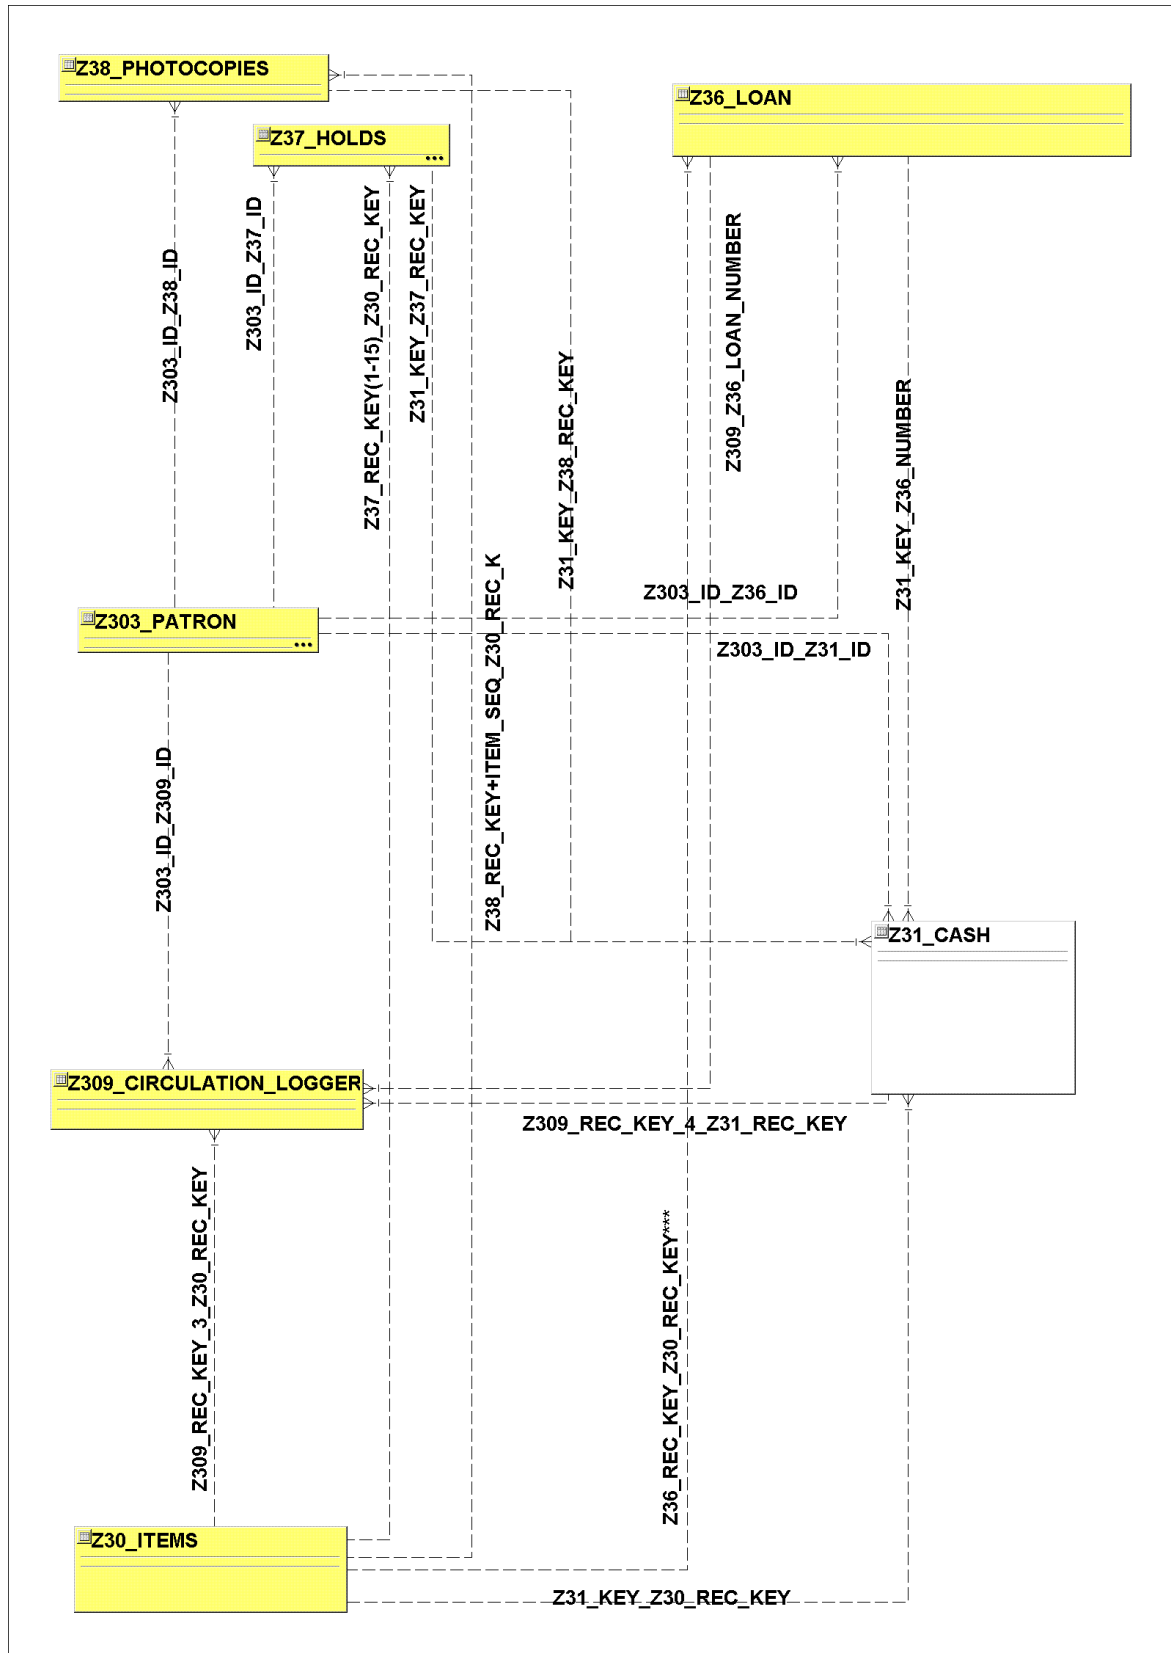 Z38_PHOTOCOPIES
Z36_LOAN
Z37_HOLDS
Z303_ID_Z38_ID
Z303_ID_Z37_ID
Z37_REC_KEY(1-15)_Z30_REC_KEY
Z31_KEY_Z37_REC_KEY
Z38_REC_KEY+ITEM_SEQ_Z30_REC_K
Z31_KEY_Z38_REC_KEY
Z309_Z36_LOAN_NUMBER
Z31_KEY_Z36_NUMBER
Z303_ID_Z36_ID
Z303_PATRON
Z303_ID_Z31_ID
Z303_ID_Z309_ID
Z31_CASH
Z309_CIRCULATION_LOGGER
Z309_REC_KEY_4_Z31_REC_KEY
Z309_REC_KEY_3_Z30_REC_KEY
Z36_REC_KEY_Z30_REC_KEY***
Z30_ITEMS
Z31_KEY_Z30_REC_KEY